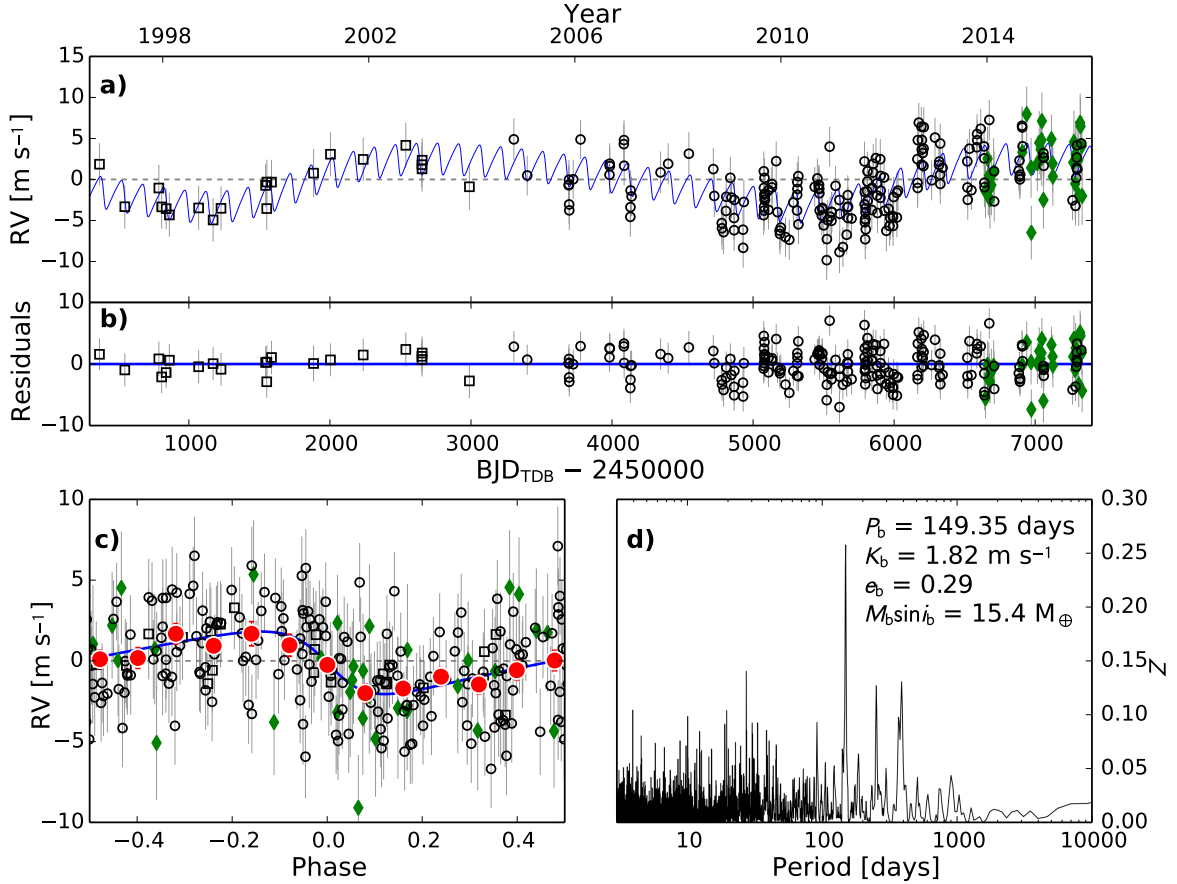 Year
1998 2002 2006 2010 2014
a)
15
10
5
0
−5
−10
RV [m s⁻¹]
b)
10
0
−10
Residuals
1000 2000 3000 4000 5000 6000 7000
BJD_TDB − 2450000
c)
10
5
0
−5
−10
RV [m s⁻¹]
−0.4 −0.2 0.0 0.2 0.4
Phase
d)
P_b = 149.35 days
K_b = 1.82 m s⁻¹
e_b = 0.29
M_b sin i_b = 15.4 M_⊕
0.30
0.25
0.20
0.15
0.10
0.05
0.00
Z
10 100 1000 10000
Period [days]